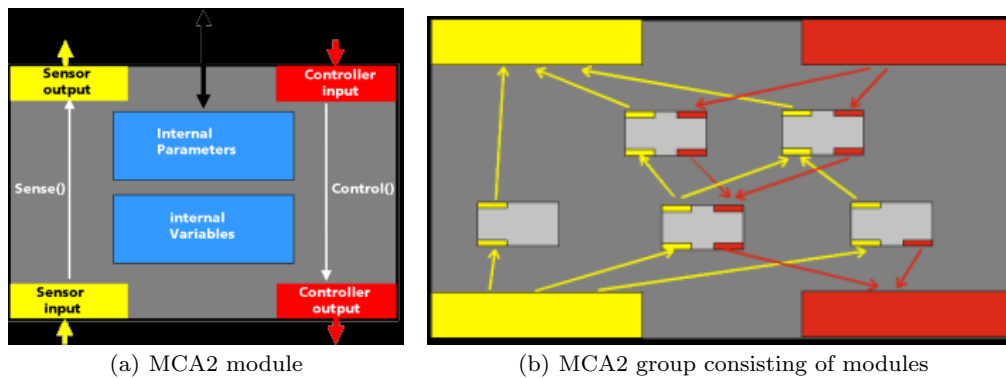 Sensor
output
Controller
input
Internal
Parameters
Sense()
Control()
internal
Variables
Sensor
input
Controller
output
(a) MCA2 module
(b) MCA2 group consisting of modules